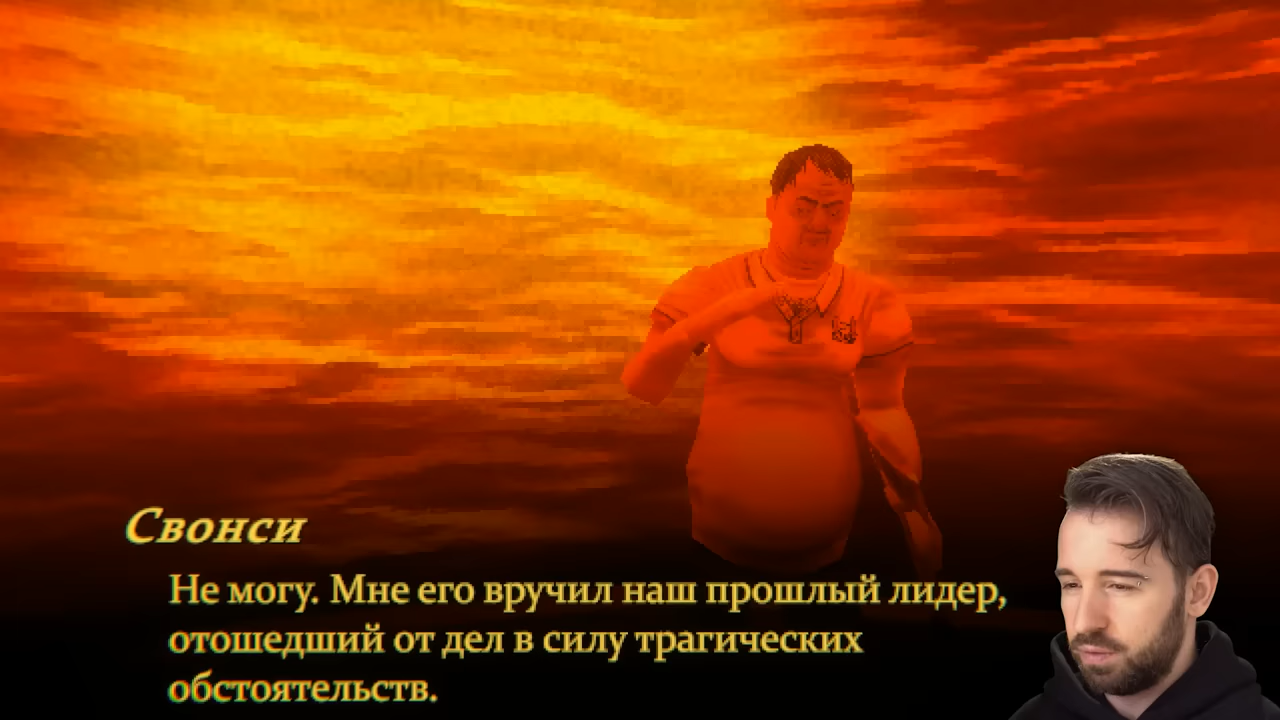 Свонси
Не могу. Мне его вручил наш прошлый лидер,
отошедший от дел в силу трагических
обстоятельств.